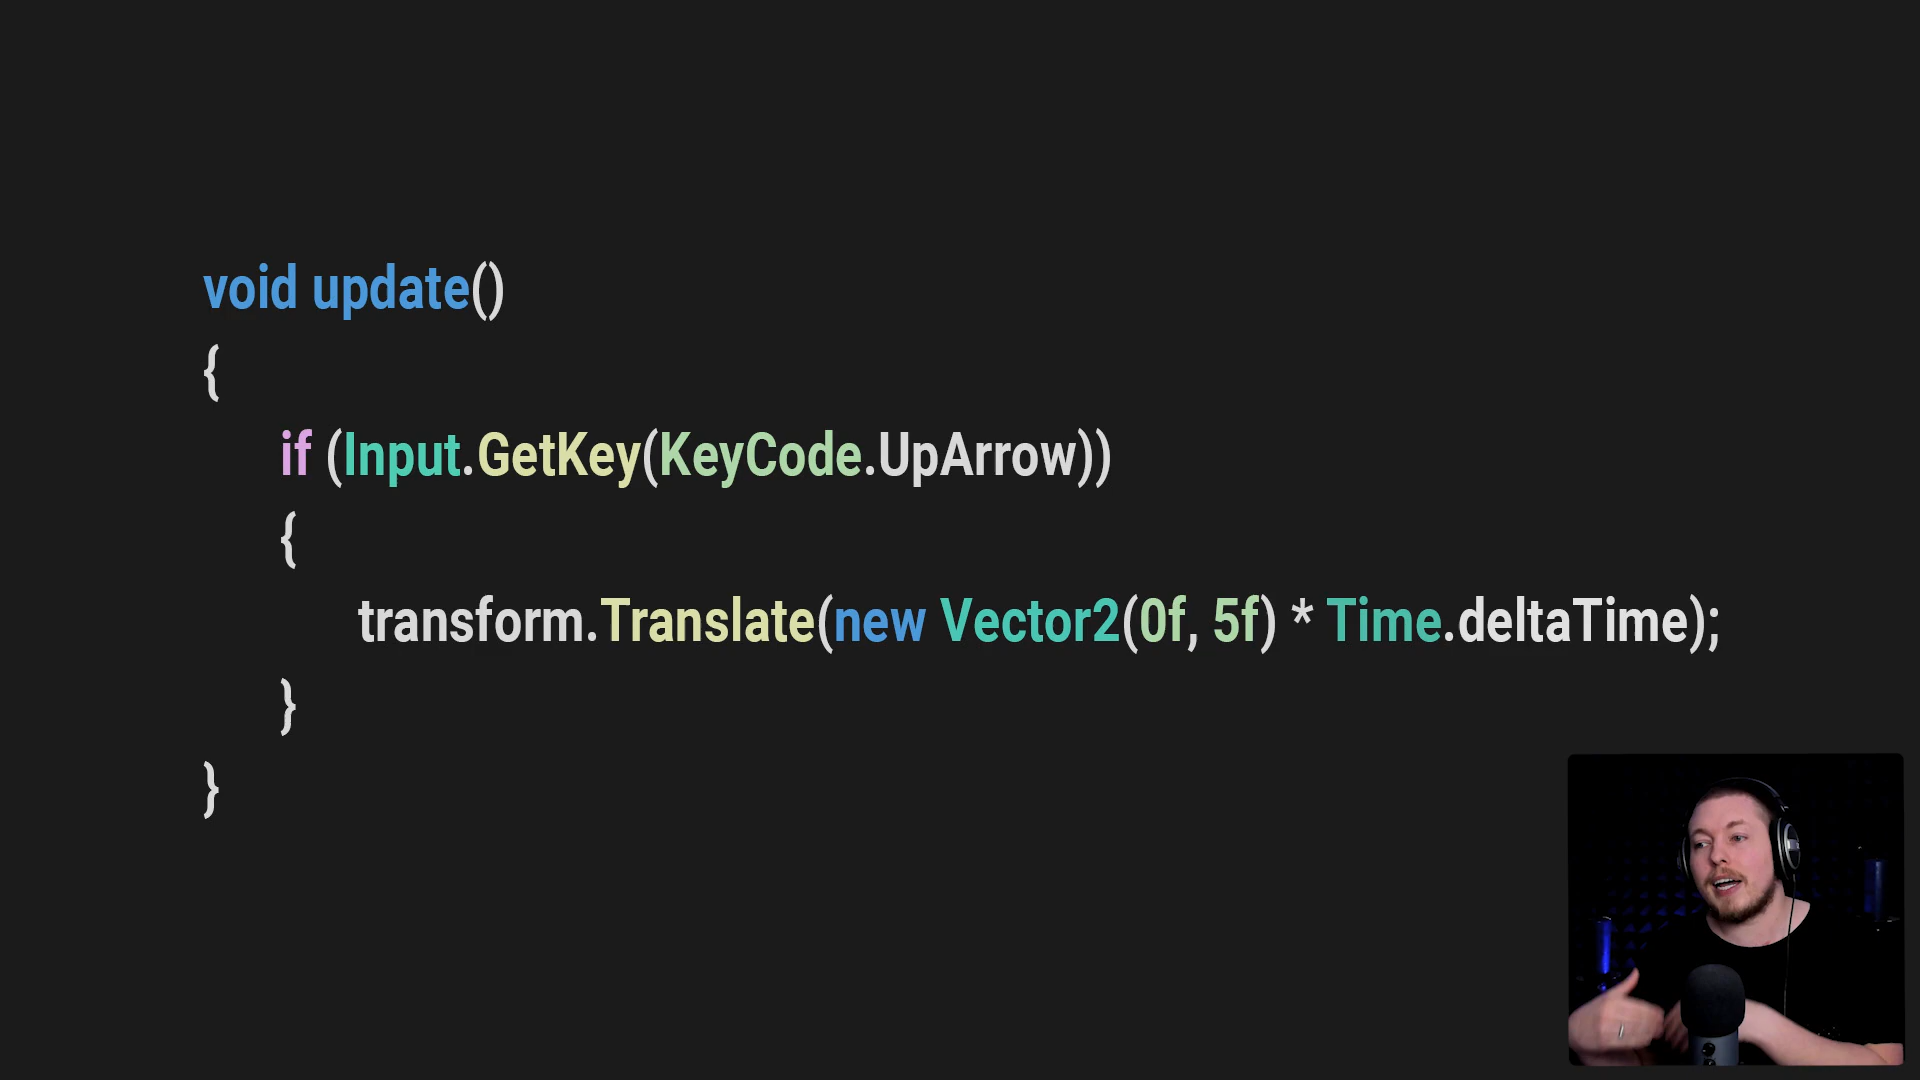 void update()
{
if (Input.GetKey(KeyCode.UpArrow))
{
transform.Translate(new Vector2(0f, 5f) * Time.deltaTime);
}
}